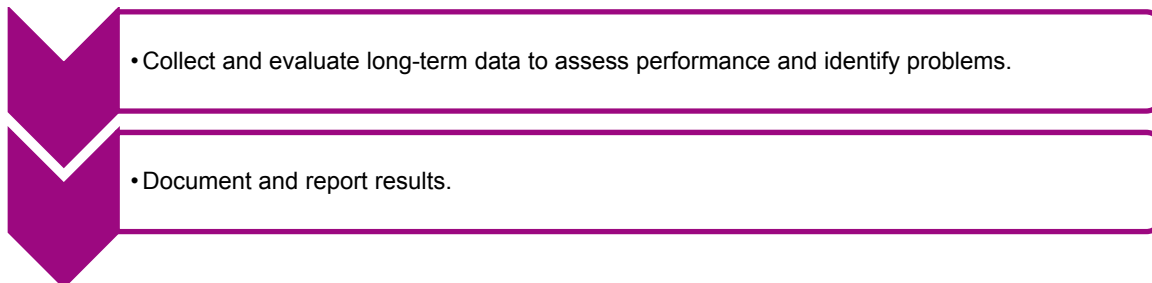 • Collect and evaluate long-term data to assess performance and identify problems.
• Document and report results.